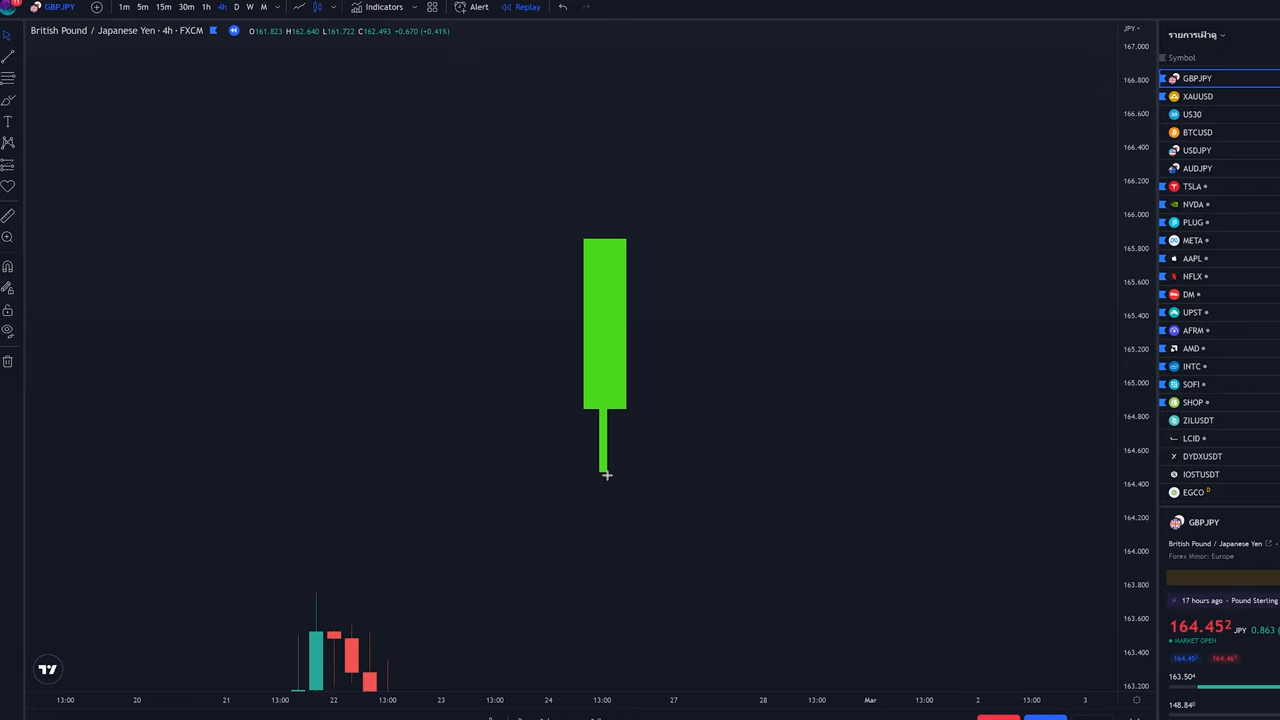 GBPJPY 1m 5m 15m 30m 1h 4h D W M Indicators Alert Replay
British Pound / Japanese Yen · 4h · FXCM O161.823 H162.640 L161.722 C162.493 +0.670 (+0.41%)
JPY
167.000
166.800
166.600
166.400
166.200
166.000
165.800
165.600
165.400
165.200
165.000
164.800
164.600
164.400
164.200
164.000
163.800
163.600
163.400
163.200
13:00 20 21 13:00 22 13:00 23 13:00 24 13:00 27 13:00 28 13:00 Mar 13:00 2 13:00 3
รายการเฝ้าดู
Symbol
GBPJPY
XAUUSD
US30
BTCUSD
USDJPY
AUDJPY
TSLA
NVDA
PLUG
META
AAPL
NFLX
DM
UPST
AFRM
AMD
INTC
SOFI
SHOP
ZILUSDT
LCID
DYDXUSDT
IOSTUSDT
EGCO D
GBPJPY
British Pound / Japanese Yen
Forex Minor: Europe
17 hours ago · Pound Sterling
164.45² JPY 0.863 (
MARKET OPEN
164.45² 164.46⁰
163.50⁴
148.84⁰